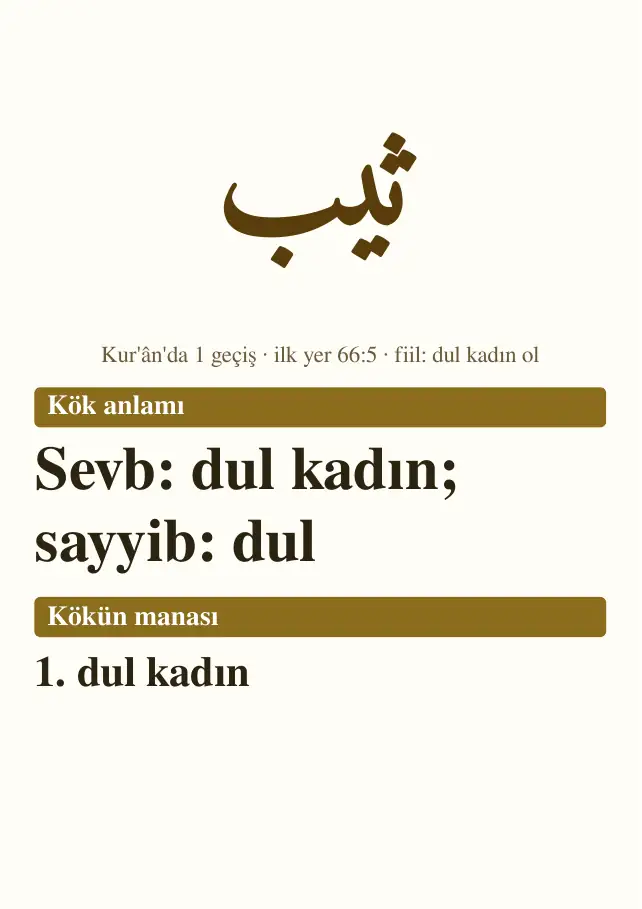 ثيب
Kur'ân'da 1 geçiş · ilk yer 66:5 · fiil: dul kadın ol
Kök anlamı
Sevb: dul kadın;
sayyib: dul
Kökün manası
1. dul kadın